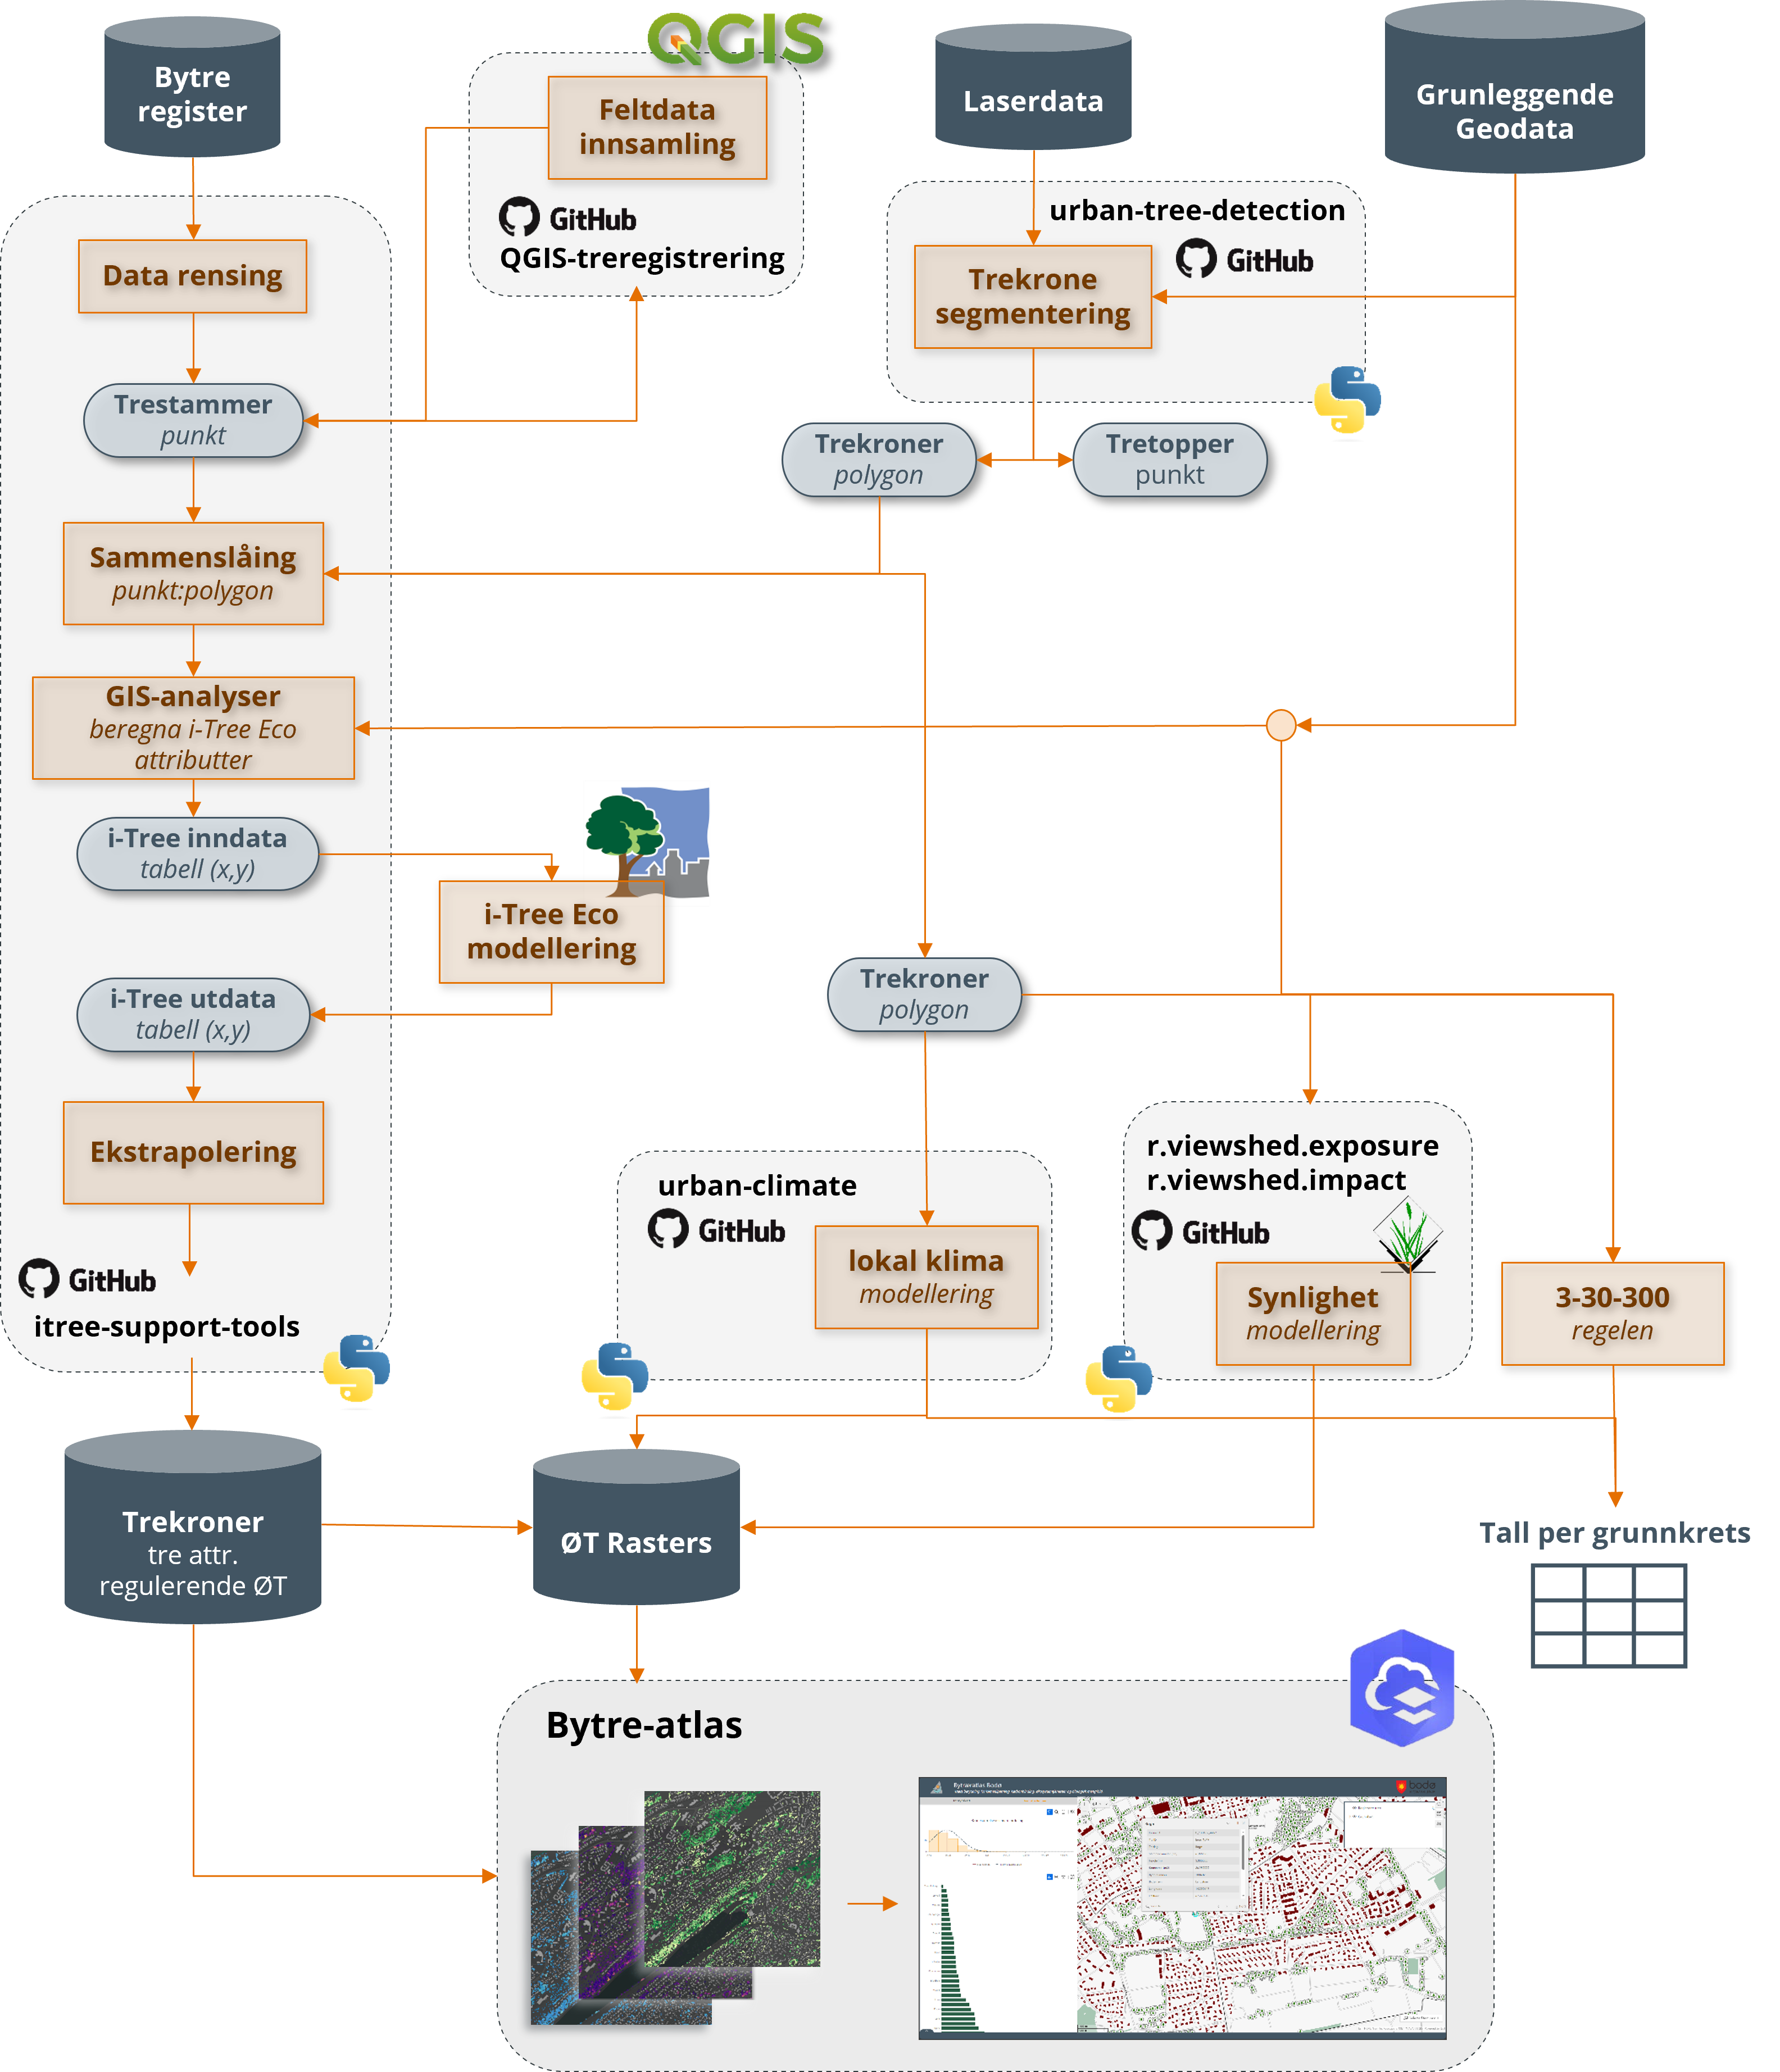 Bytre
register
QGIS
Feltdata
innsamling
GitHub
QGIS-treregistrering
Laserdata
Grunleggende
Geodata
urban-tree-detection
GitHub
Trekrone
segmentering
Data rensing
Trestammer
punkt
Trekroner
polygon
Tretopper
punkt
Sammenslåing
punkt:polygon
GIS-analyser
beregna i-Tree Eco
attributter
i-Tree inndata
tabell (x,y)
i-Tree Eco
modellering
i-Tree utdata
tabell (x,y)
Ekstrapolering
GitHub
itree-support-tools
Trekroner
polygon
urban-climate
GitHub
lokal klima
modellering
r.viewshed.exposure
r.viewshed.impact
GitHub
Synlighet
modellering
3-30-300
regelen
Trekroner
tre attr.
regulerende ØT
ØT Rasters
Tall per grunnkrets
Bytre-atlas